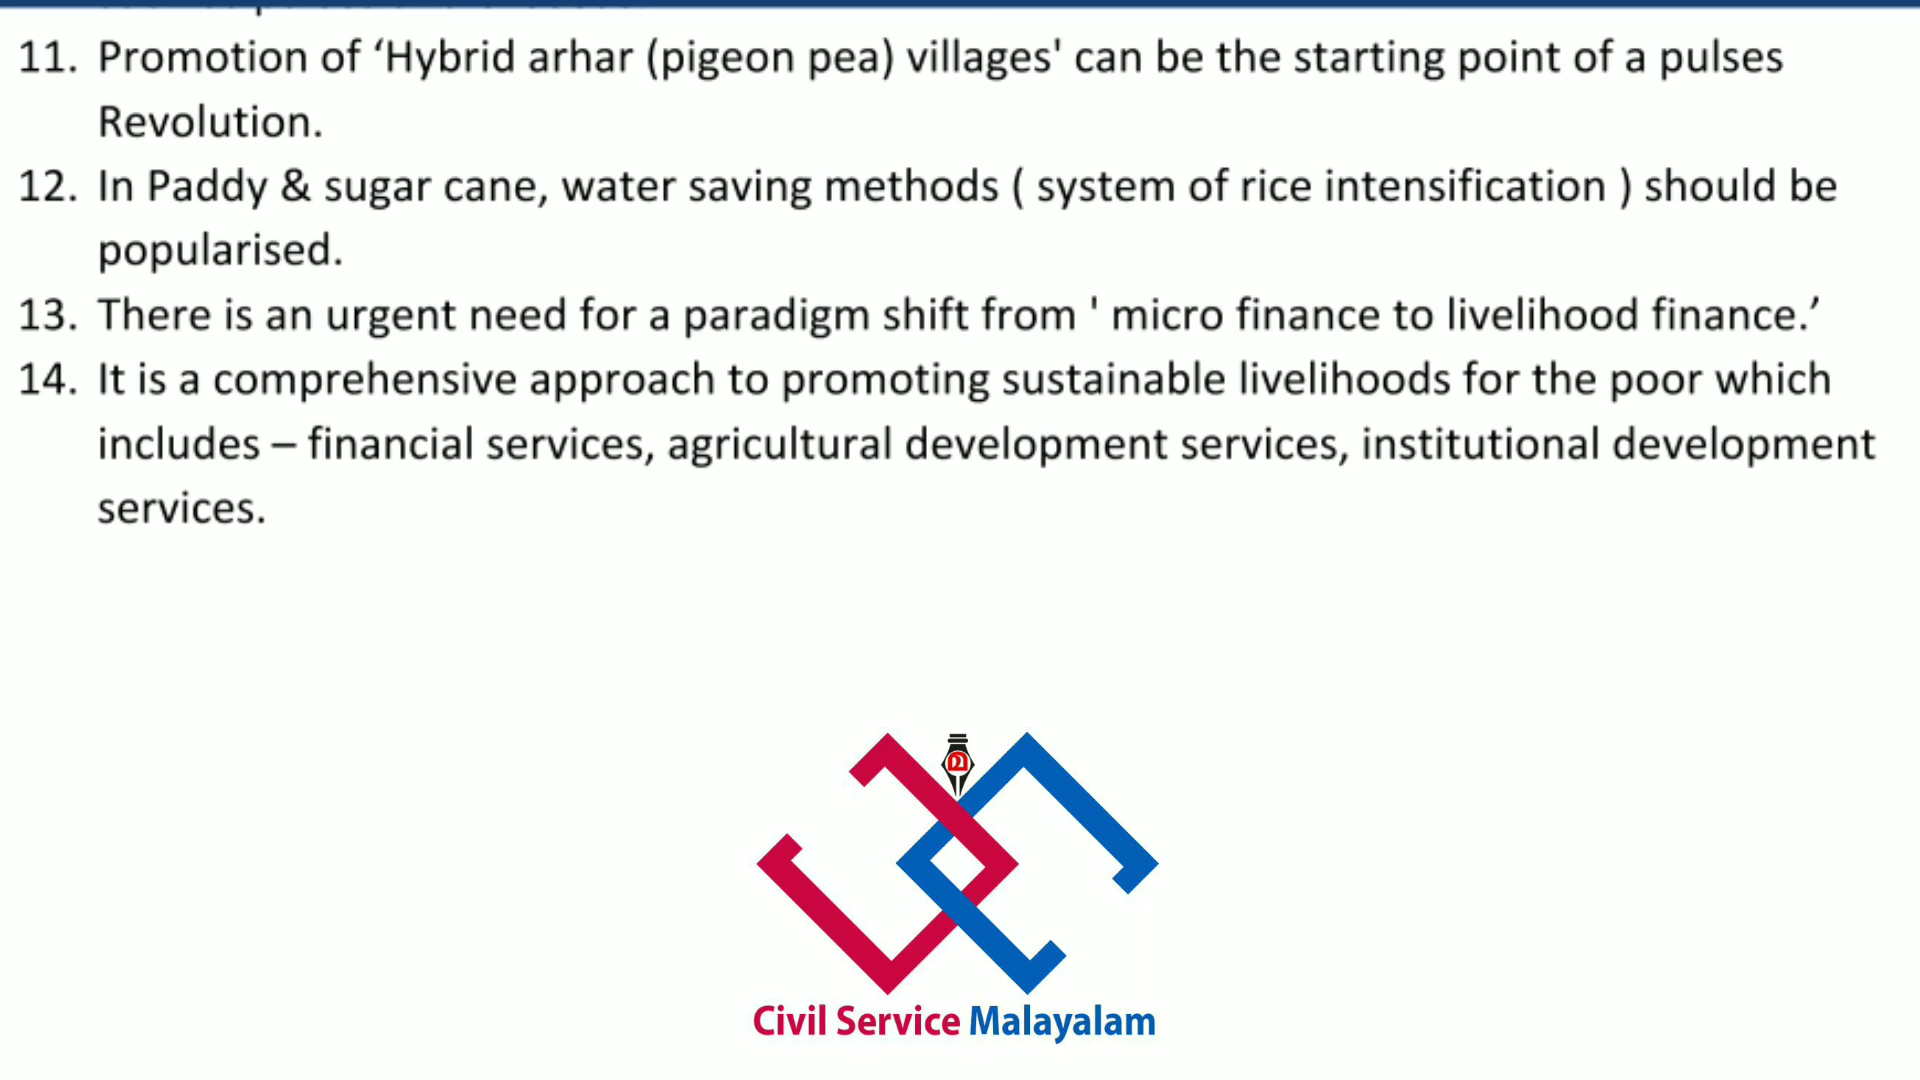 11. Promotion of ‘Hybrid arhar (pigeon pea) villages' can be the starting point of a pulses
Revolution.
12. In Paddy & sugar cane, water saving methods ( system of rice intensification ) should be
popularised.
13. There is an urgent need for a paradigm shift from ' micro finance to livelihood finance.’
14. It is a comprehensive approach to promoting sustainable livelihoods for the poor which
includes – financial services, agricultural development services, institutional development
services.
Civil Service Malayalam